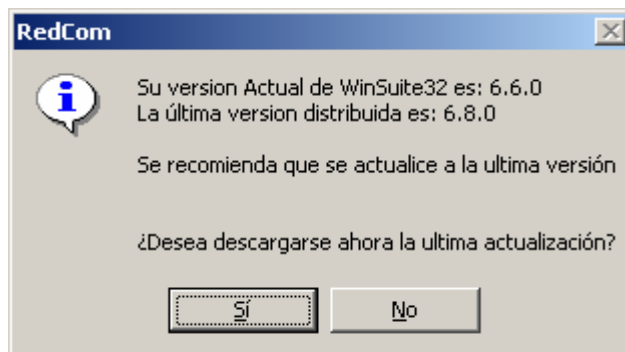 RedCom
Su version Actual de WinSuite32 es: 6.6.0
La última version distribuida es: 6.8.0
Se recomienda que se actualice a la ultima versión
¿Desea descargarse ahora la ultima actualización?
Sí
No